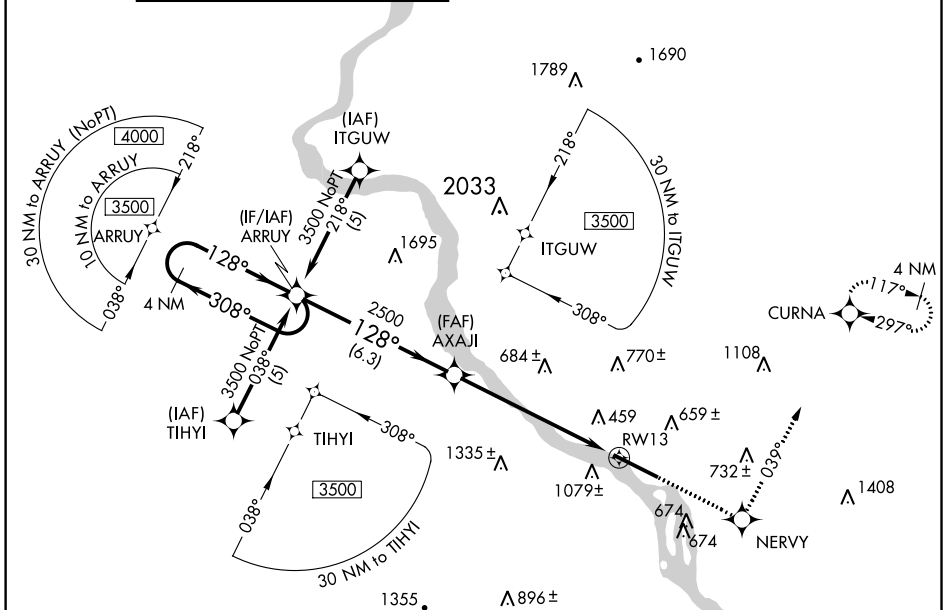 1690
1789
30 NM to ARRUY (NoPT)
4000
218°
10 NM to ARRUY
3500
ARRUY
038°
(IAF)
ITGUW
3500 NoPT
218°
(5)
2033
218°
30 NM to ITGUW
3500
ITGUW
308°
(IF/IAF)
ARRUY
1695
128°
4 NM
308°
2500
128°
(6.3)
(FAF)
AXAJI
4 NM
117°
CURNA
297°
684 ±
770 ±
1108
3500 NoPT
038°
(5)
(IAF)
TIHYI
TIHYI
308°
3500
038°
30 NM to TIHYI
459
659 ±
RW13
1335 ±
1079 ±
732 ±
039°
1408
674
674
NERVY
1355
896 ±